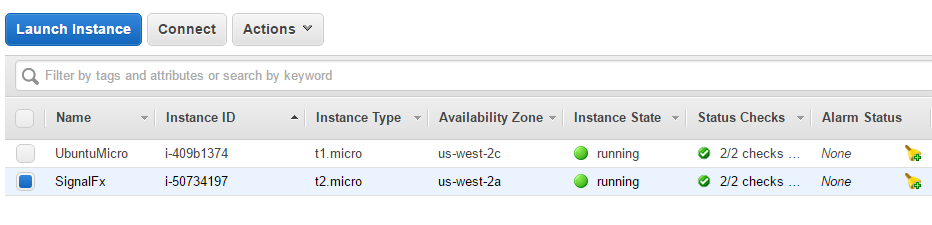 Launch Instance Connect Actions
Filter by tags and attributes or search by keyword
Name Instance ID Instance Type Availability Zone Instance State Status Checks Alarm Status
UbuntuMicro i-409b1374 t1.micro us-west-2c running 2/2 checks ... None
SignalFx i-50734197 t2.micro us-west-2a running 2/2 checks ... None